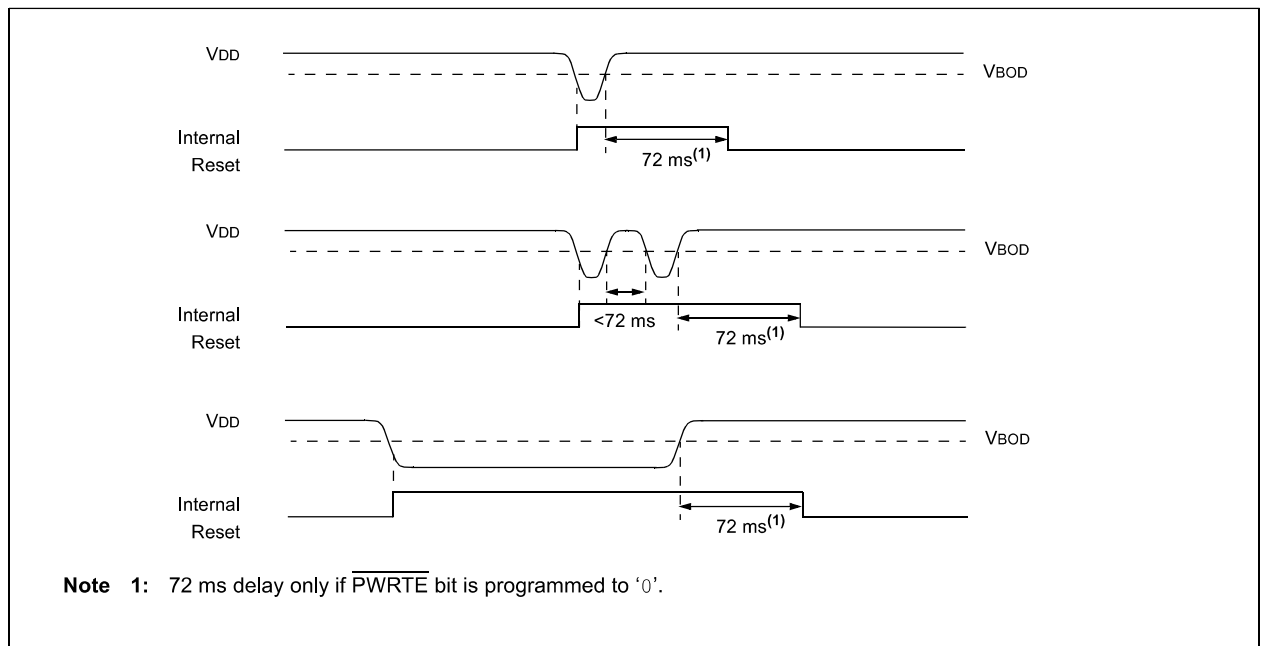 VDD
VBOD
Internal
Reset
72 ms(1)
VDD
VBOD
Internal
Reset
<72 ms
72 ms(1)
VDD
VBOD
Internal
Reset
72 ms(1)
Note 1: 72 ms delay only if PWRTE bit is programmed to ‘0’.